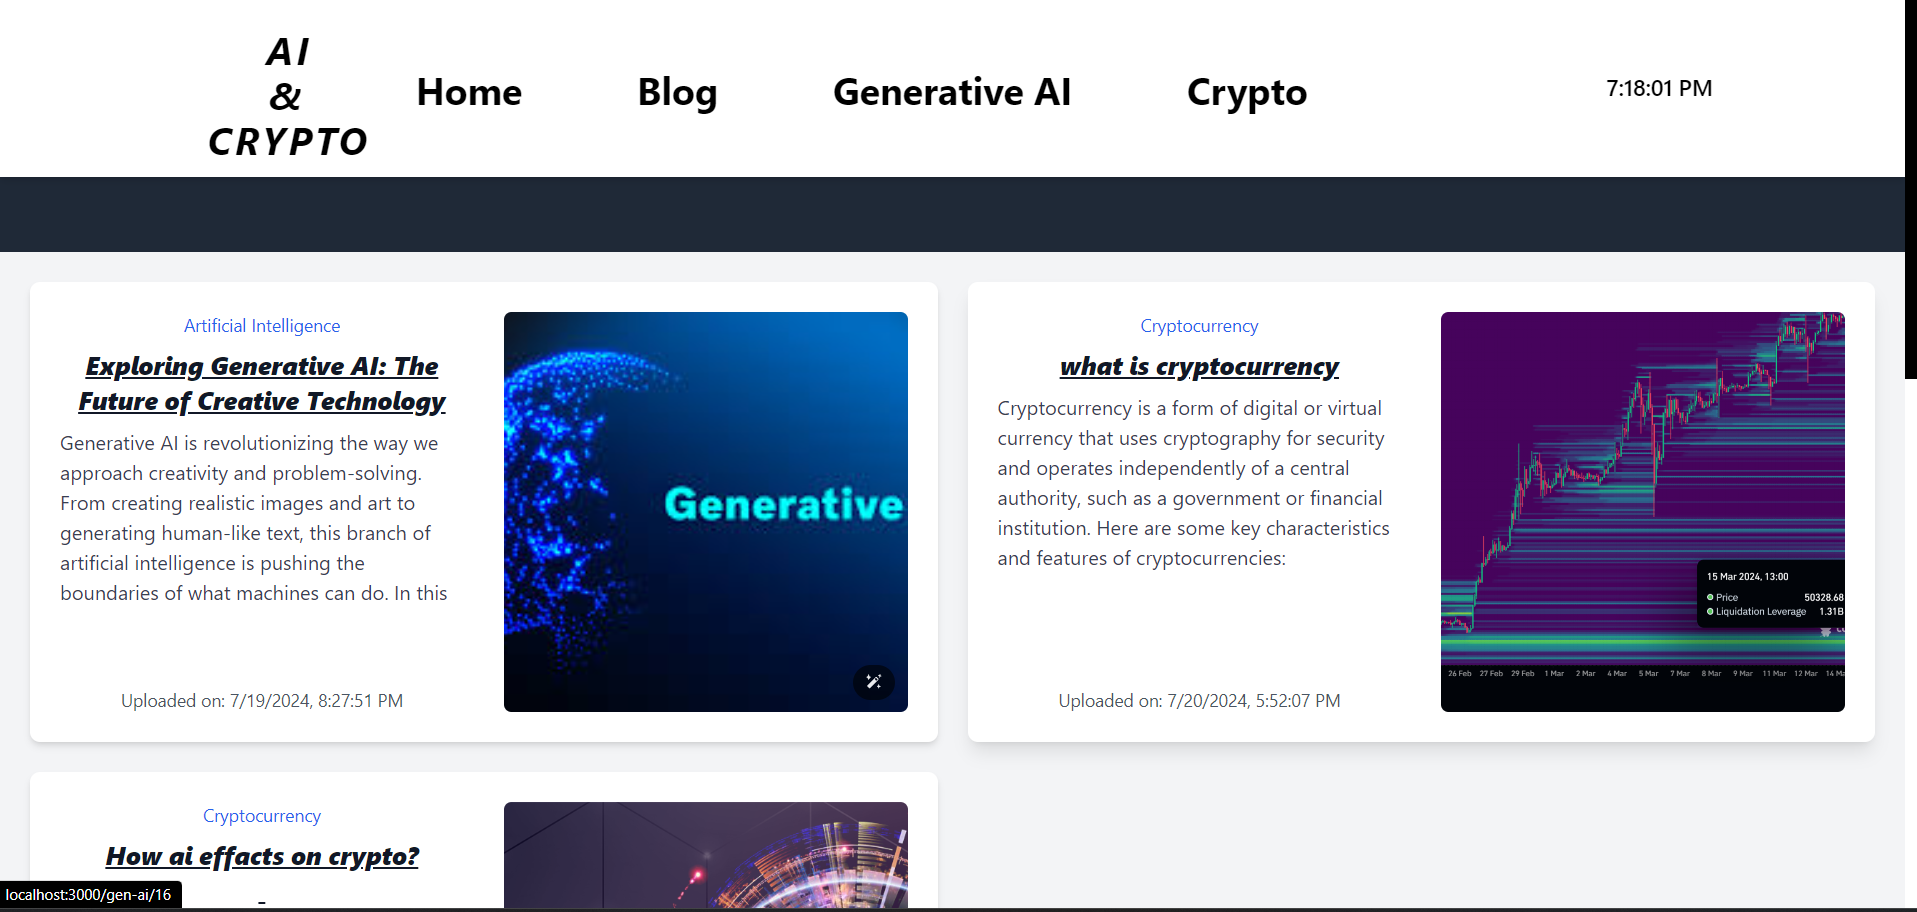 AI
&
CRYPTO
Home
Blog
Generative AI
Crypto
7:18:01 PM
Artificial Intelligence
Exploring Generative AI: The
Future of Creative Technology
Generative AI is revolutionizing the way we
approach creativity and problem-solving.
From creating realistic images and art to
generating human-like text, this branch of
artificial intelligence is pushing the
boundaries of what machines can do. In this
Uploaded on: 7/19/2024, 8:27:51 PM
Generative
Cryptocurrency
what is cryptocurrency
Cryptocurrency is a form of digital or virtual
currency that uses cryptography for security
and operates independently of a central
authority, such as a government or financial
institution. Here are some key characteristics
and features of cryptocurrencies:
Uploaded on: 7/20/2024, 5:52:07 PM
15 Mar 2024, 13:00
Price 50328.68
Liquidation Leverage 1.31B
26 Feb 27 Feb 29 Feb 1 Mar 2 Mar 4 Mar 5 Mar 7 Mar 8 Mar 9 Mar 11 Mar 12 Mar 14 Ma
Cryptocurrency
How ai effacts on crypto?
localhost:3000/gen-ai/16